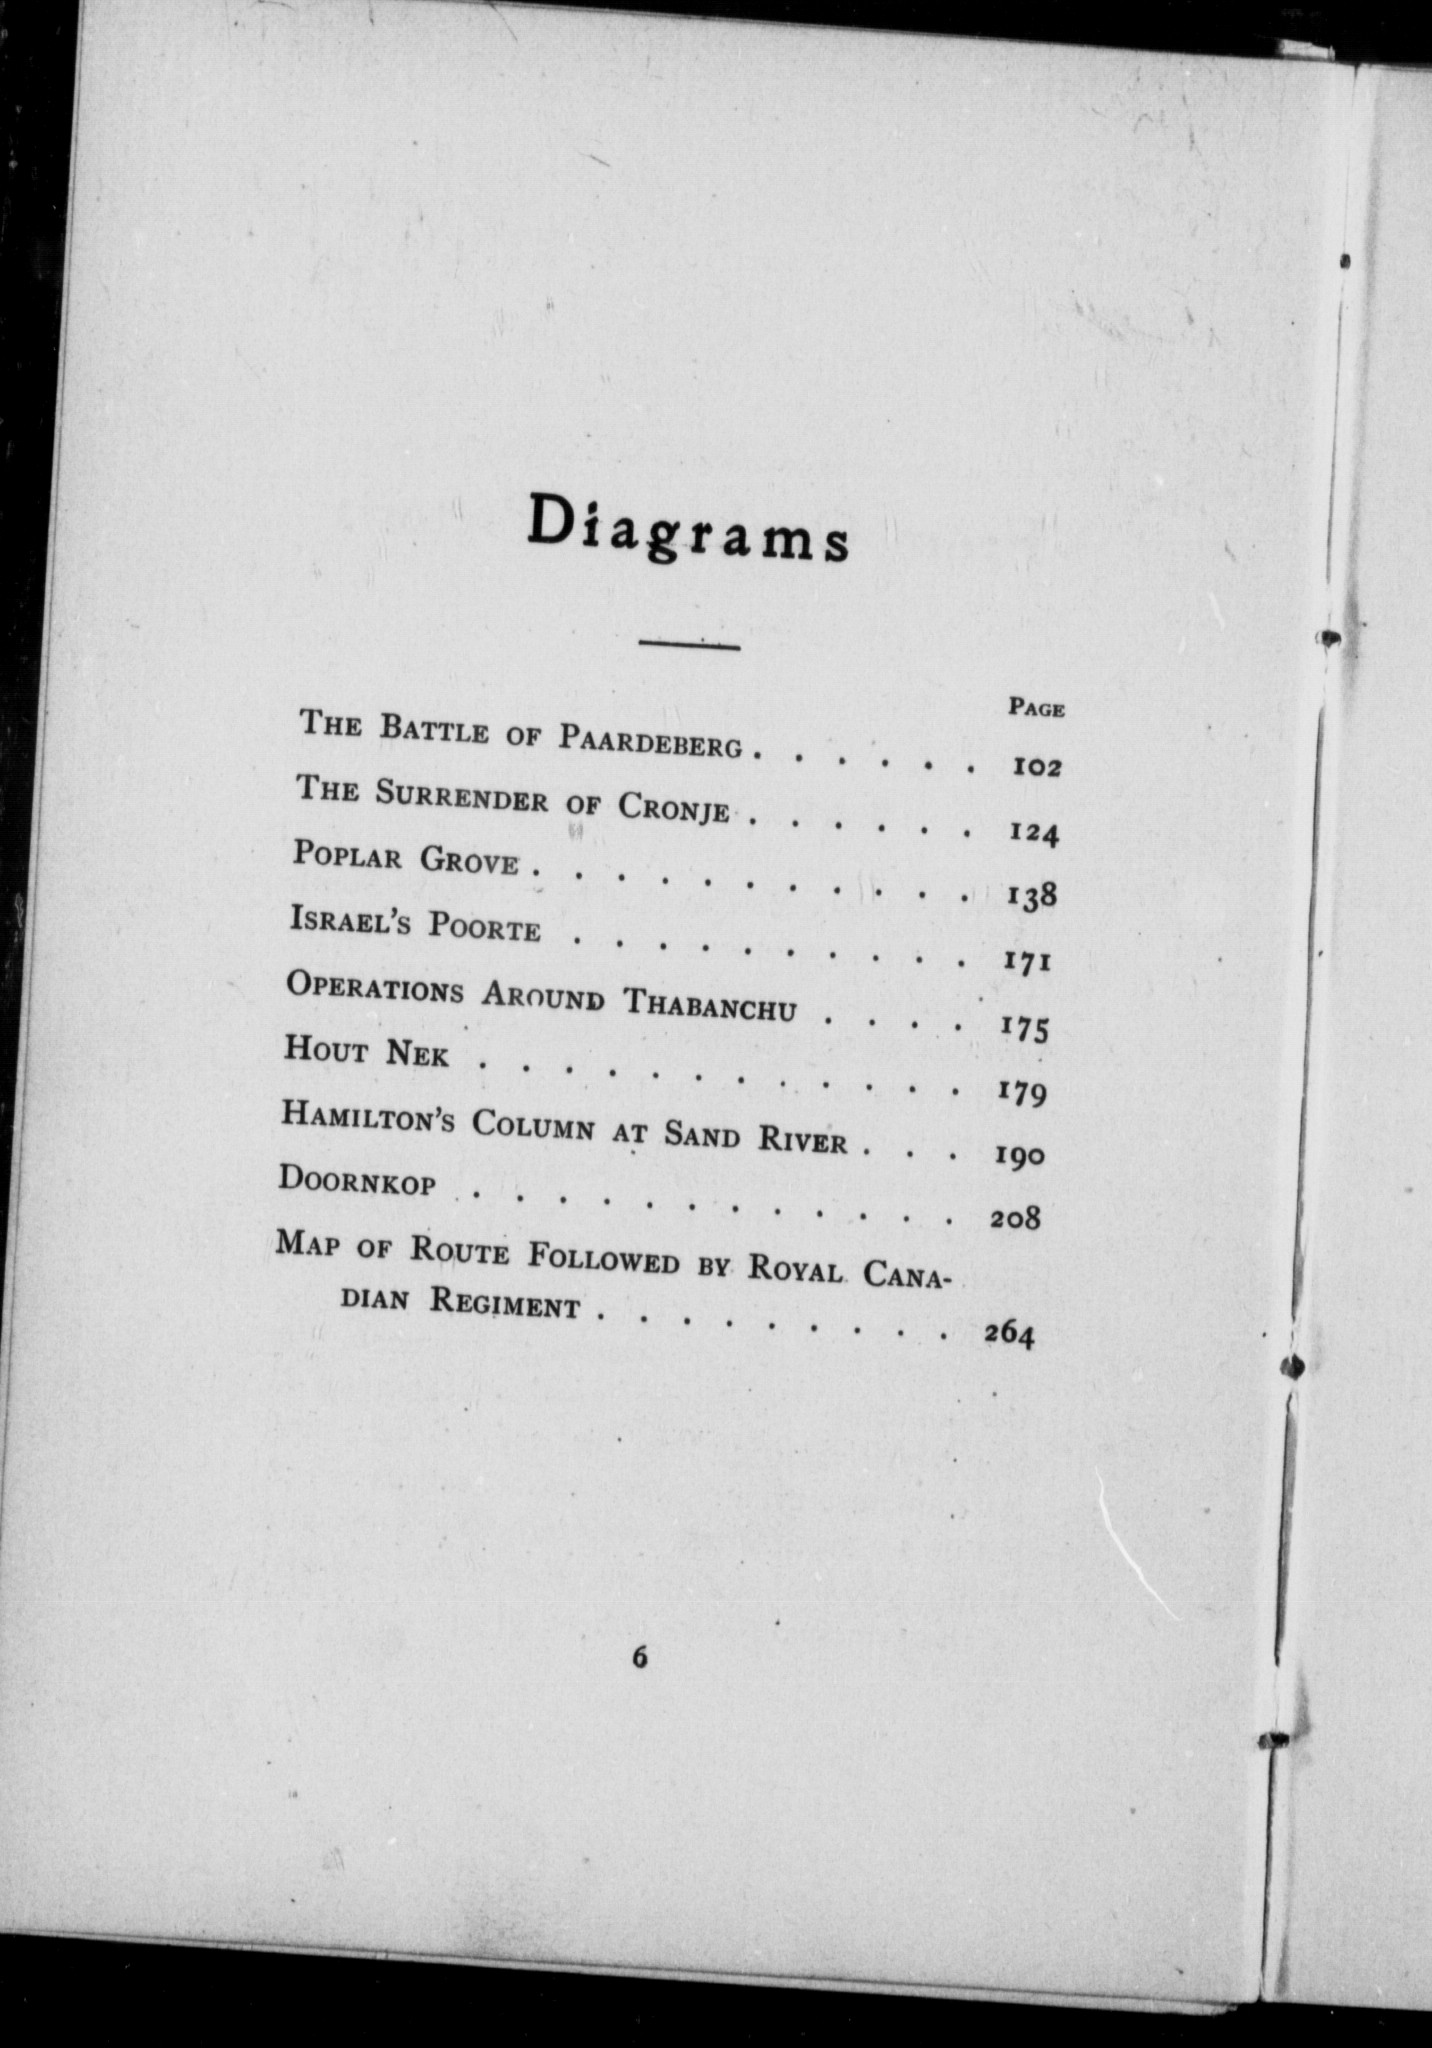 Diagrams
PAGE
THE BATTLE OF PAARDEBERG . . . . . . 102
THE SURRENDER OF CRONJE . . . . . . 124
POPLAR GROVE . . . . . . . . . . . 138
ISRAEL'S POORTE . . . . . . . . . . 171
OPERATIONS AROUND THABANCHU . . . . 175
HOUT NEK . . . . . . . . . . . . 179
HAMILTON'S COLUMN AT SAND RIVER . . . 190
DOORNKOP . . . . . . . . . . . . 208
MAP OF ROUTE FOLLOWED BY ROYAL CANA-
DIAN REGIMENT . . . . . . . . . 264
6